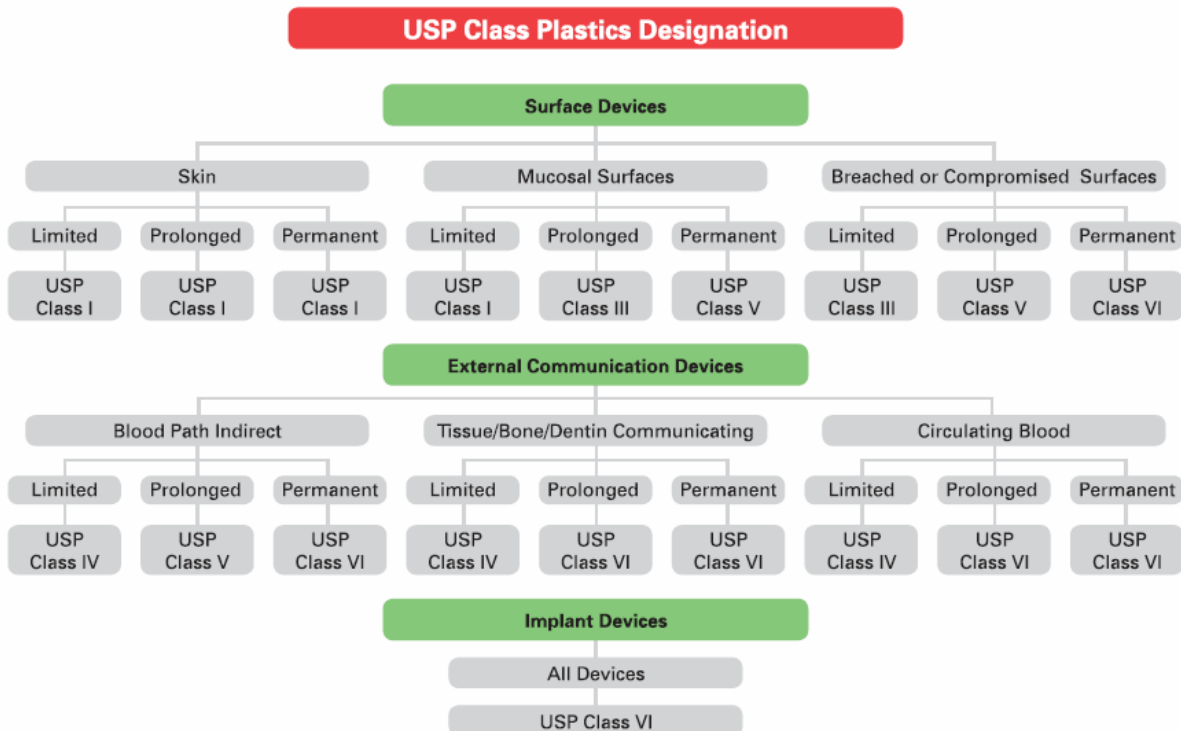 USP Class Plastics Designation
Surface Devices
Skin
Mucosal Surfaces
Breached or Compromised Surfaces
Limited
Prolonged
Permanent
Limited
Prolonged
Permanent
Limited
Prolonged
Permanent
USP
Class I
USP
Class I
USP
Class I
USP
Class I
USP
Class III
USP
Class V
USP
Class III
USP
Class V
USP
Class VI
External Communication Devices
Blood Path Indirect
Tissue/Bone/Dentin Communicating
Circulating Blood
Limited
Prolonged
Permanent
Limited
Prolonged
Permanent
Limited
Prolonged
Permanent
USP
Class IV
USP
Class V
USP
Class VI
USP
Class IV
USP
Class VI
USP
Class VI
USP
Class IV
USP
Class VI
USP
Class VI
Implant Devices
All Devices
USP Class VI